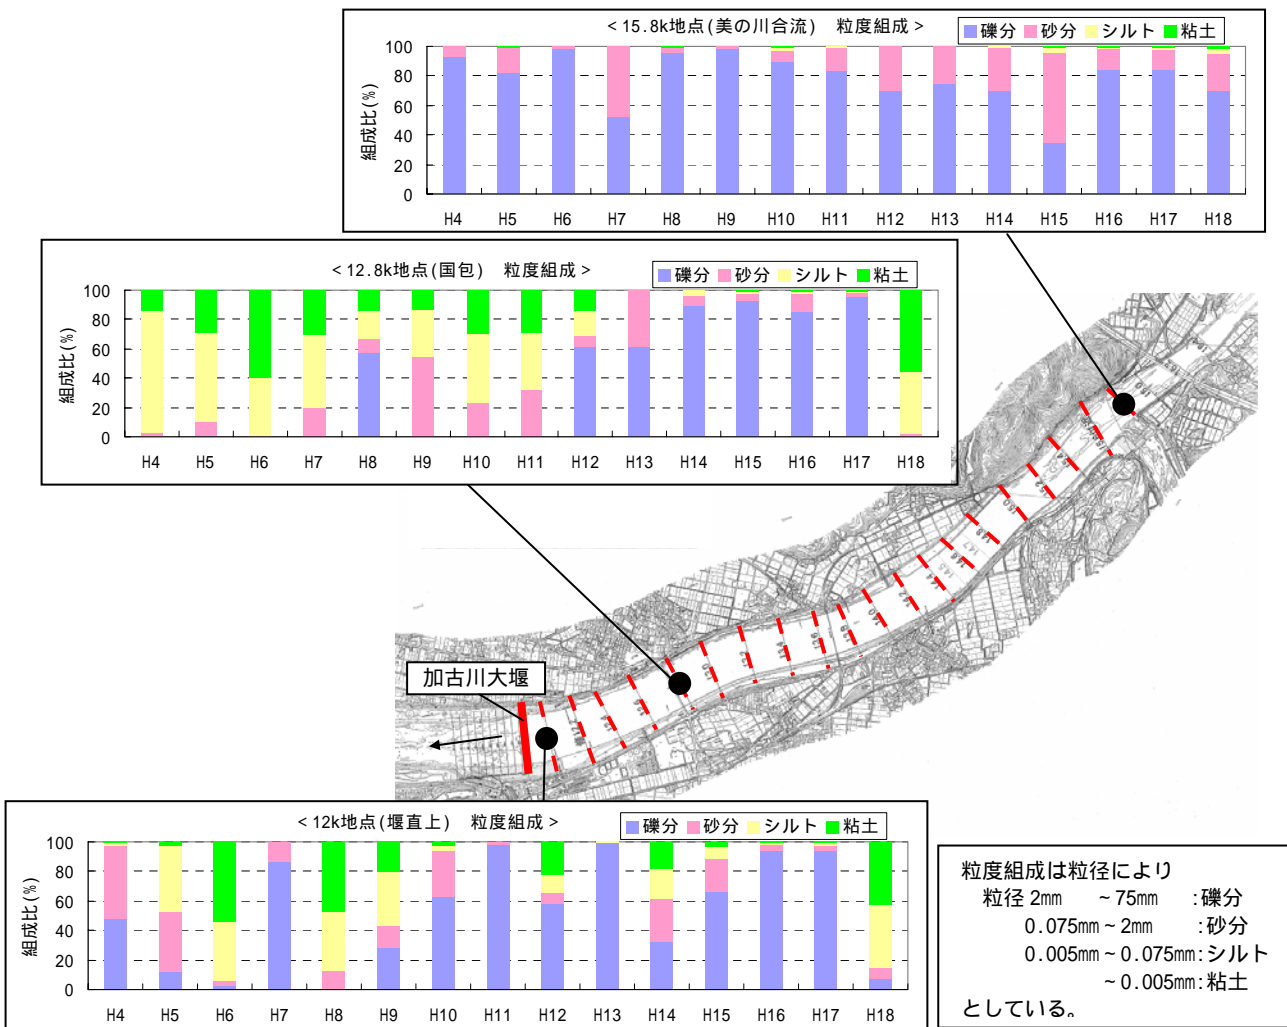 ＜15.8k地点(美の川合流)　粒度組成＞
礫分 砂分 シルト 粘土
組成比(%)
100
80
60
40
20
0
H4 H5 H6 H7 H8 H9 H10 H11 H12 H13 H14 H15 H16 H17 H18
＜12.8k地点(国包)　粒度組成＞
礫分 砂分 シルト 粘土
組成比(%)
100
80
60
40
20
0
H4 H5 H6 H7 H8 H9 H10 H11 H12 H13 H14 H15 H16 H17 H18
加古川大堰
＜12k地点(堰直上)　粒度組成＞
礫分 砂分 シルト 粘土
組成比(%)
100
80
60
40
20
0
H4 H5 H6 H7 H8 H9 H10 H11 H12 H13 H14 H15 H16 H17 H18
粒度組成は粒径により
粒径 2mm　～75mm　:礫分
0.075mm～2mm　:砂分
0.005mm～0.075mm:シルト
～0.005mm:粘土
としている。